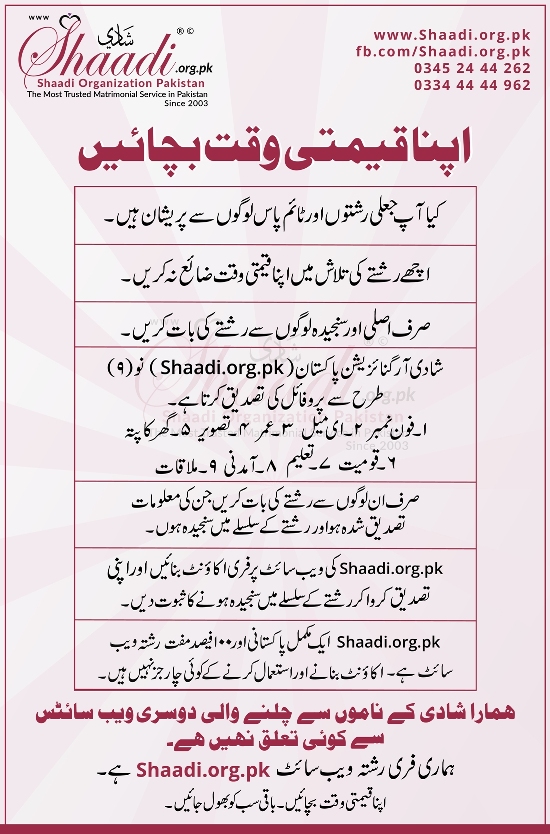 www.
شادی
Shaadi.org.pk ® ©
Shaadi Organization Pakistan
The Most Trusted Matrimonial Service in Pakistan
Since 2003
www.Shaadi.org.pk
fb.com/Shaadi.org.pk
0345 24 44 262
0334 44 44 962
اپنا قیمتی وقت بچائیں
کیا آپ جعلی رشتوں اور ٹائم پاس لوگوں سے پریشان ہیں۔
اچھے رشتے کی تلاش میں اپنا قیمتی وقت ضائع نہ کریں۔
صرف اصلی اور سنجیدہ لوگوں سے رشتے کی بات کریں۔
شادی آرگنائزیشن پاکستان (Shaadi.org.pk) نو (۹)
طرح سے پروفائل کی تصدیق کرتا ہے۔
۱۔فون نمبر ۲۔ای میل ۳۔عمر ۴۔تصویر ۵۔گھر کا پتہ
۶۔قومیت ۷۔تعلیم ۸۔آمدنی ۹۔ملاقات
صرف ان لوگوں سے رشتے کی بات کریں جن کی معلومات
تصدیق شدہ ہو اور رشتے کے سلسلے میں سنجیدہ ہوں۔
Shaadi.org.pk کی ویب سائٹ پر فری اکاؤنٹ بنائیں اور اپنی
تصدیق کروا کر رشتے کے سلسلے میں سنجیدہ ہونے کا ثبوت دیں۔
Shaadi.org.pk ایک مکمل پاکستانی اور ۱۰۰ فیصد مفت رشتہ ویب
سائٹ ہے۔ اکاؤنٹ بنانے اور استعمال کرنے کے کوئی چارجز نہیں ہیں۔
ھمارا شادی کے ناموں سے چلنے والی دوسری ویب سائٹس
سے کوئی تعلق نھیں ھے۔
ہماری فری رشتہ ویب سائٹ Shaadi.org.pk ہے۔
اپنا قیمتی وقت بچائیں۔ باقی سب کو بھول جائیں۔